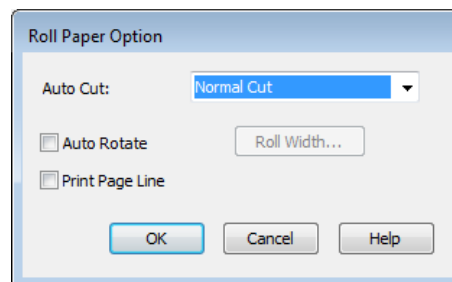 Roll Paper Option
Auto Cut: Normal Cut
Auto Rotate Roll Width...
Print Page Line
OK Cancel Help